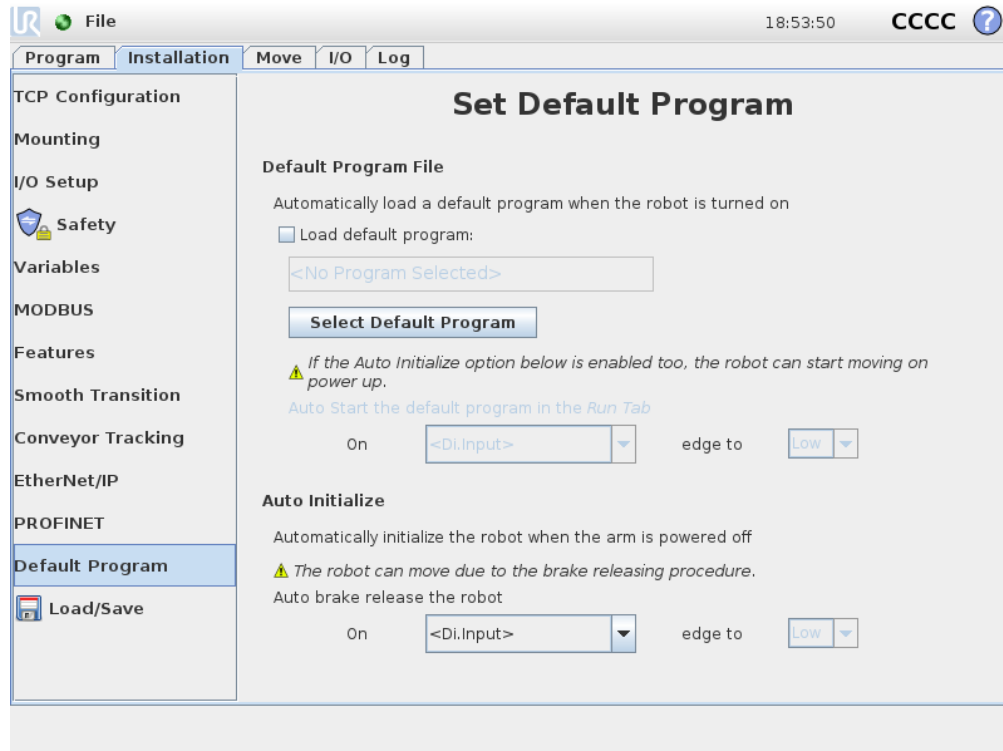 UR File 18:53:50 CCCC ?
Program Installation Move I/O Log
TCP Configuration
Mounting
I/O Setup
Safety
Variables
MODBUS
Features
Smooth Transition
Conveyor Tracking
EtherNet/IP
PROFINET
Default Program
Load/Save
Set Default Program
Default Program File
Automatically load a default program when the robot is turned on
Load default program:
<No Program Selected>
Select Default Program
If the Auto Initialize option below is enabled too, the robot can start moving on
power up.
Auto Start the default program in the Run Tab
On <Di.Input> edge to Low
Auto Initialize
Automatically initialize the robot when the arm is powered off
The robot can move due to the brake releasing procedure.
Auto brake release the robot
On <Di.Input> edge to Low